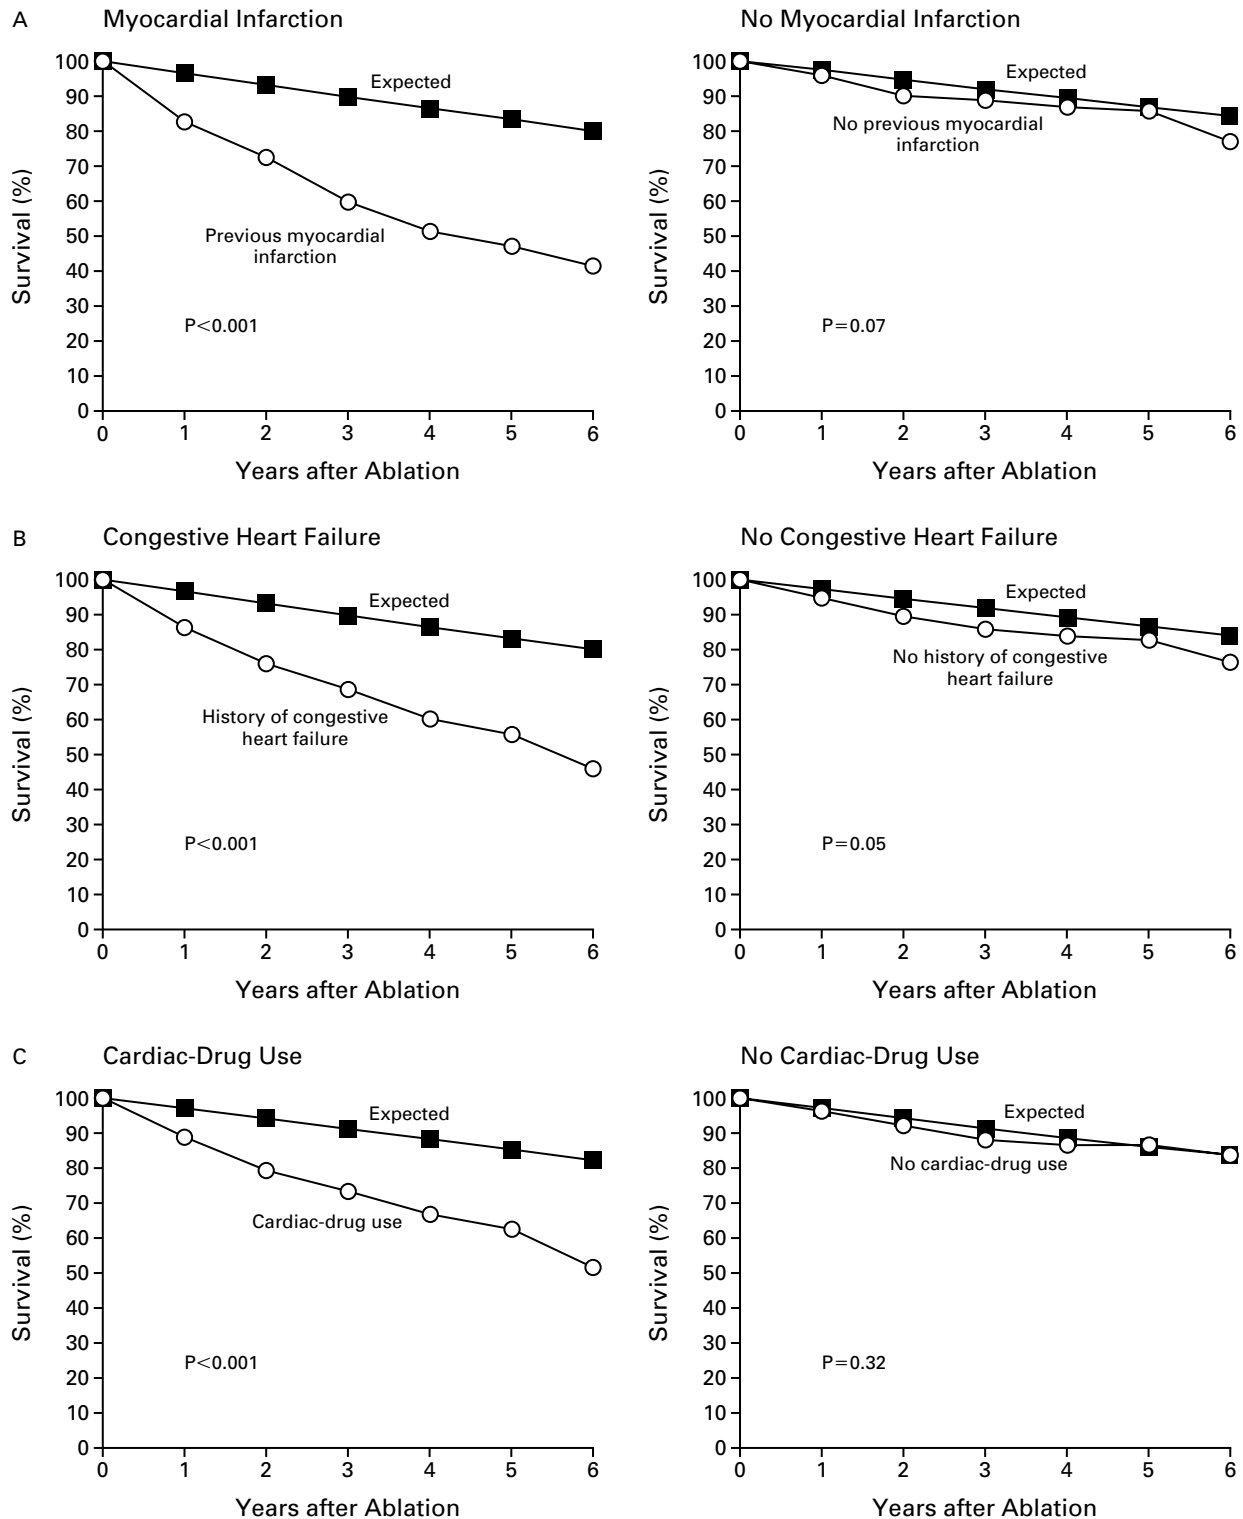 A
Myocardial Infarction
Survival (%)
100
90
80
70
60
50
40
30
20
10
0
Expected
Previous myocardial
infarction
P<0.001
0 1 2 3 4 5 6
Years after Ablation
No Myocardial Infarction
Survival (%)
100
90
80
70
60
50
40
30
20
10
0
Expected
No previous myocardial
infarction
P=0.07
0 1 2 3 4 5 6
Years after Ablation
B
Congestive Heart Failure
Survival (%)
100
90
80
70
60
50
40
30
20
10
0
Expected
History of congestive
heart failure
P<0.001
0 1 2 3 4 5 6
Years after Ablation
No Congestive Heart Failure
Survival (%)
100
90
80
70
60
50
40
30
20
10
0
Expected
No history of congestive
heart failure
P=0.05
0 1 2 3 4 5 6
Years after Ablation
C
Cardiac-Drug Use
Survival (%)
100
90
80
70
60
50
40
30
20
10
0
Expected
Cardiac-drug use
P<0.001
0 1 2 3 4 5 6
Years after Ablation
No Cardiac-Drug Use
Survival (%)
100
90
80
70
60
50
40
30
20
10
0
Expected
No cardiac-drug use
P=0.32
0 1 2 3 4 5 6
Years after Ablation